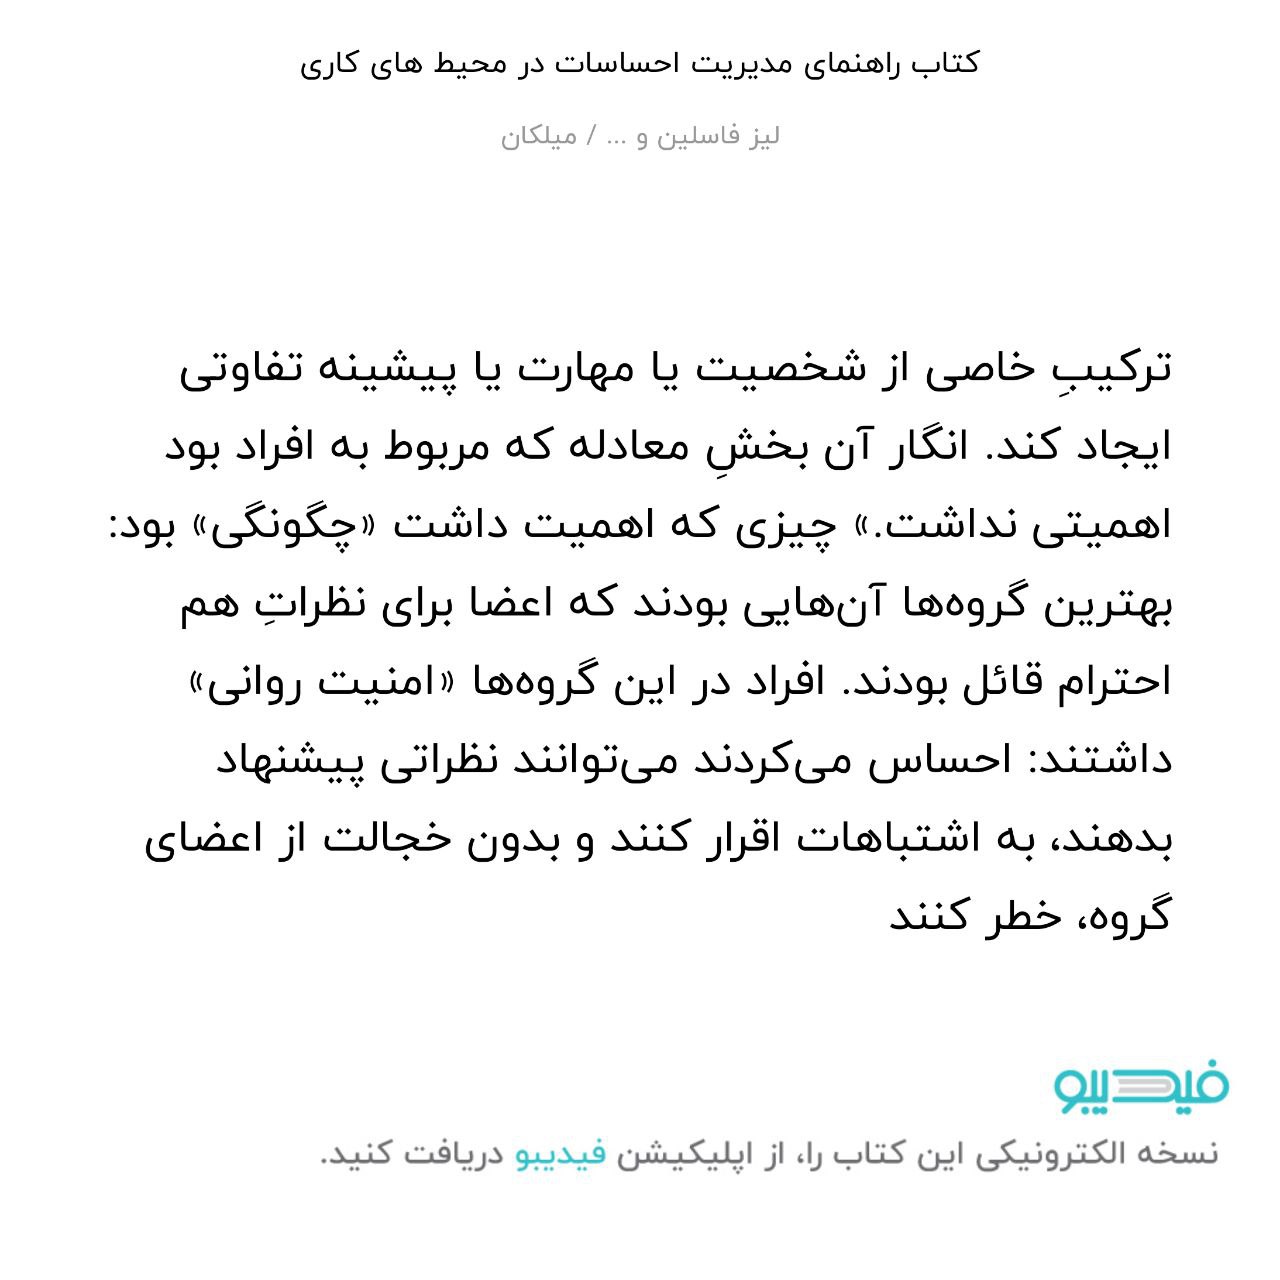 کتاب راهنمای مدیریت احساسات در محیط های کاری
لیز فاسلین و ... / میلکان
ترکیبِ خاصی از شخصیت یا مهارت یا پیشینه تفاوتی
ایجاد کند. انگار آن بخشِ معادله که مربوط به افراد بود
اهمیتی نداشت.» چیزی که اهمیت داشت «چگونگی» بود:
بهترین گروه‌ها آن‌هایی بودند که اعضا برای نظراتِ هم
احترام قائل بودند. افراد در این گروه‌ها «امنیت روانی»
داشتند: احساس می‌کردند می‌توانند نظراتی پیشنهاد
بدهند، به اشتباهات اقرار کنند و بدون خجالت از اعضای
گروه، خطر کنند
فیدیبو
نسخه الکترونیکی این کتاب را، از اپلیکیشن فیدیبو دریافت کنید.